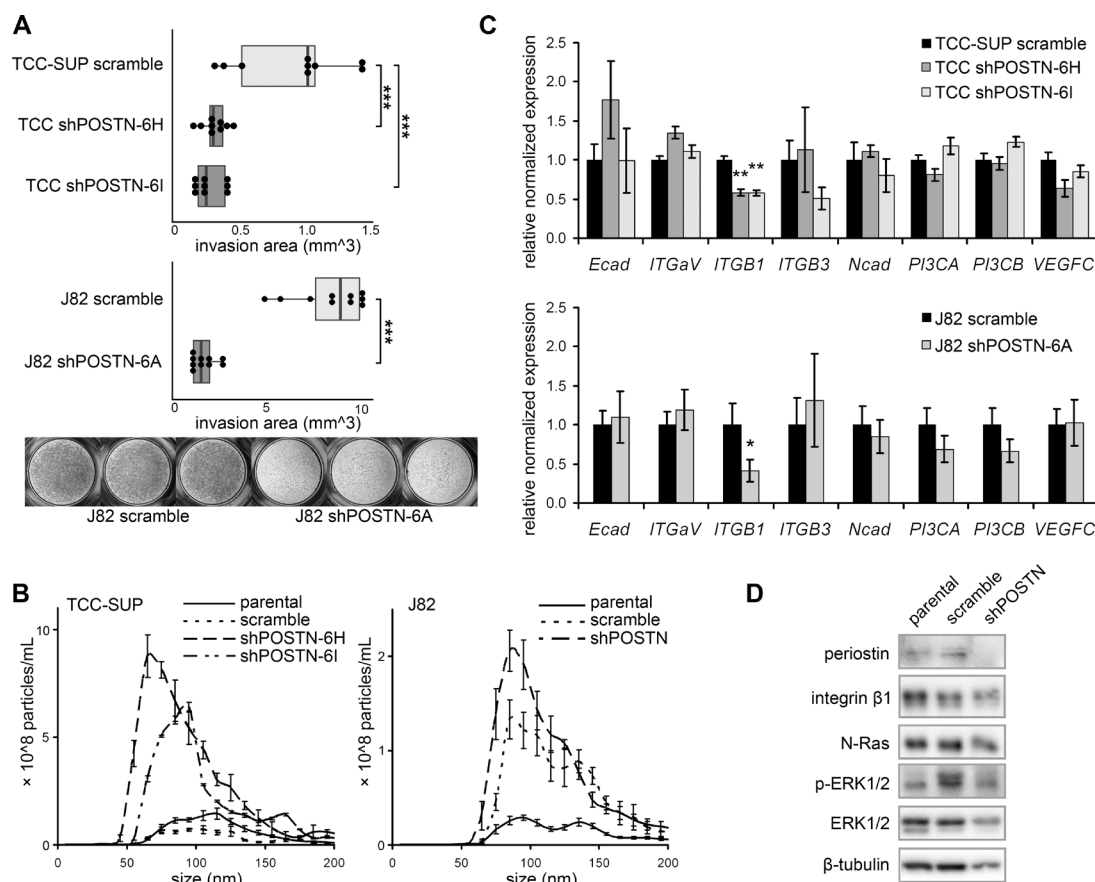 A
TCC-SUP scramble
TCC shPOSTN-6H
TCC shPOSTN-6I
***
***
0 0.5 1.0 1.5
invasion area (mm^3)
J82 scramble
J82 shPOSTN-6A
***
0 5 10
invasion area (mm^3)
J82 scramble J82 shPOSTN-6A
C
TCC-SUP scramble
TCC shPOSTN-6H
TCC shPOSTN-6I
relative normalized expression
2.5
2.0
1.5
1.0
0.5
0.0
** **
Ecad ITGaV ITGB1 ITGB3 Ncad PI3CA PI3CB VEGFC
J82 scramble
J82 shPOSTN-6A
relative normalized expression
2.5
2.0
1.5
1.0
0.5
0.0
*
Ecad ITGaV ITGB1 ITGB3 Ncad PI3CA PI3CB VEGFC
B
TCC-SUP
parental
scramble
shPOSTN-6H
shPOSTN-6I
× 10^8 particles/mL
10
5
0
0 50 100 150 200
size (nm)
J82
parental
scramble
shPOSTN
× 10^8 particles/mL
2
1
0
0 50 100 150 200
size (nm)
D
parental scramble shPOSTN
periostin
integrin β1
N-Ras
p-ERK1/2
ERK1/2
β-tubulin